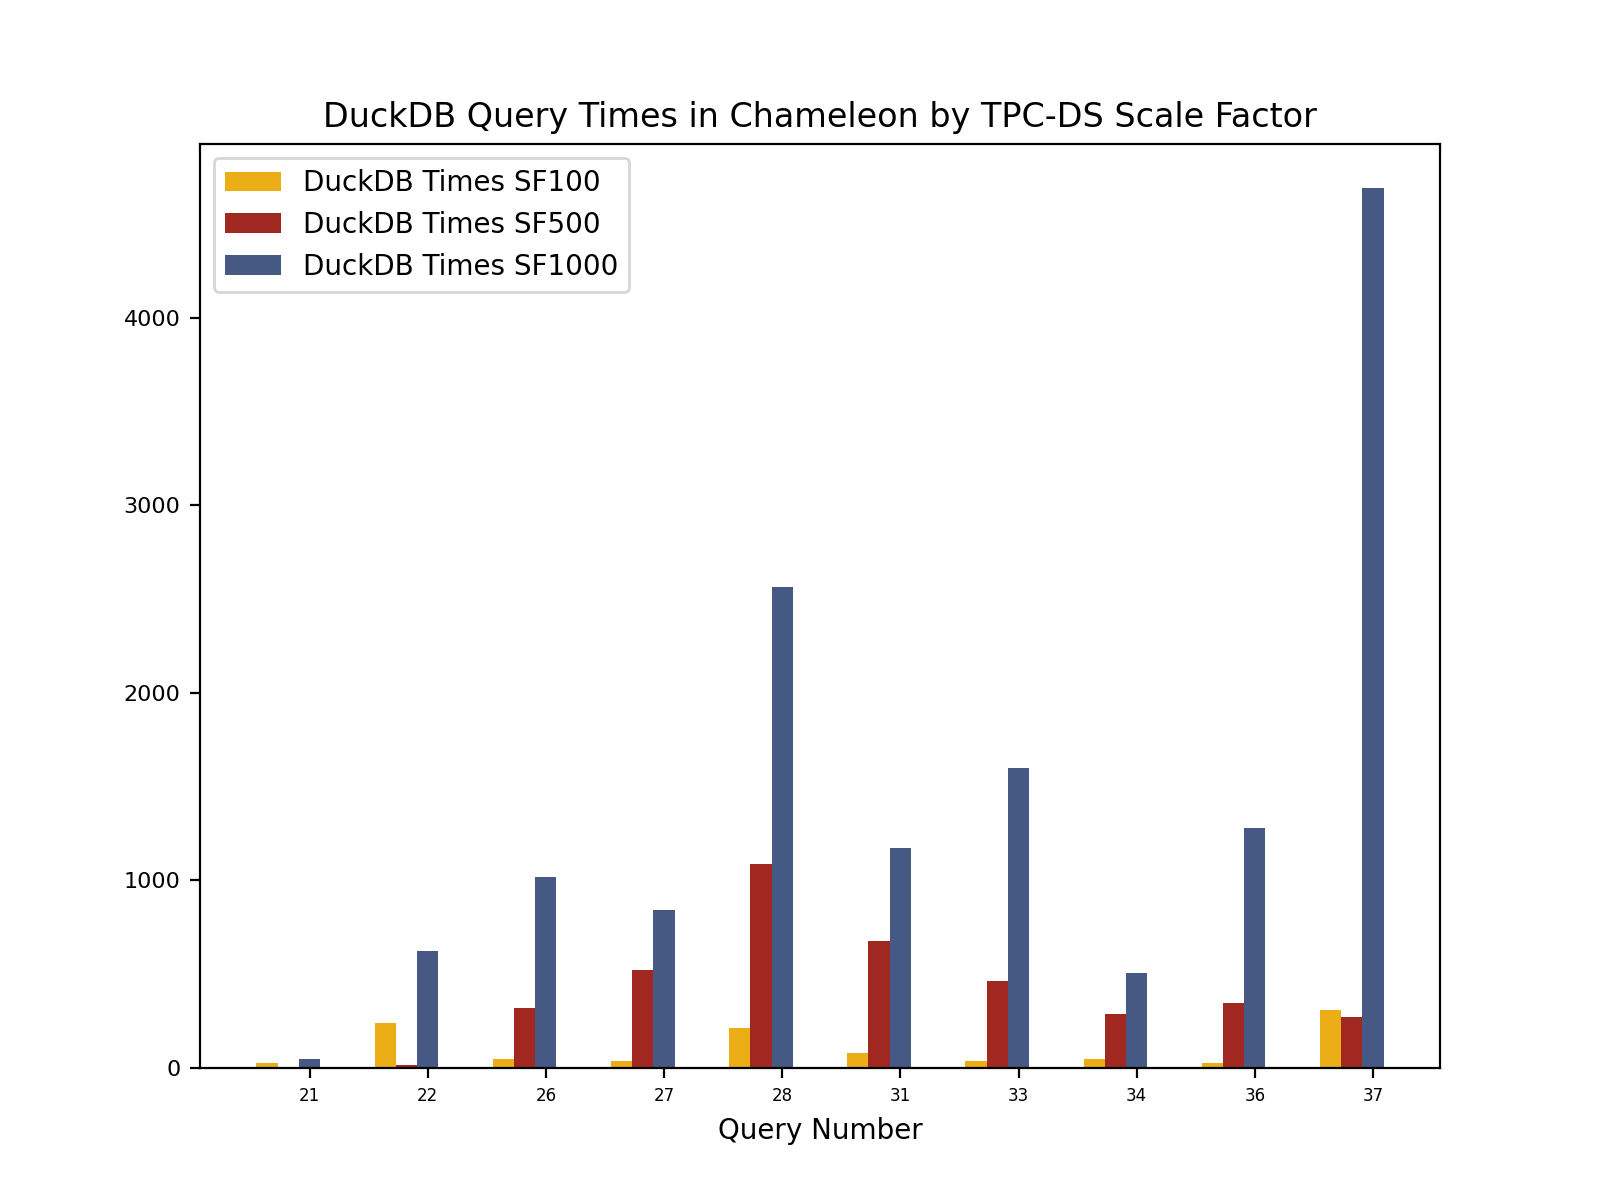 DuckDB Query Times in Chameleon by TPC-DS Scale Factor
DuckDB Times SF100
DuckDB Times SF500
DuckDB Times SF1000
4000
3000
2000
1000
0
21 22 26 27 28 31 33 34 36 37
Query Number